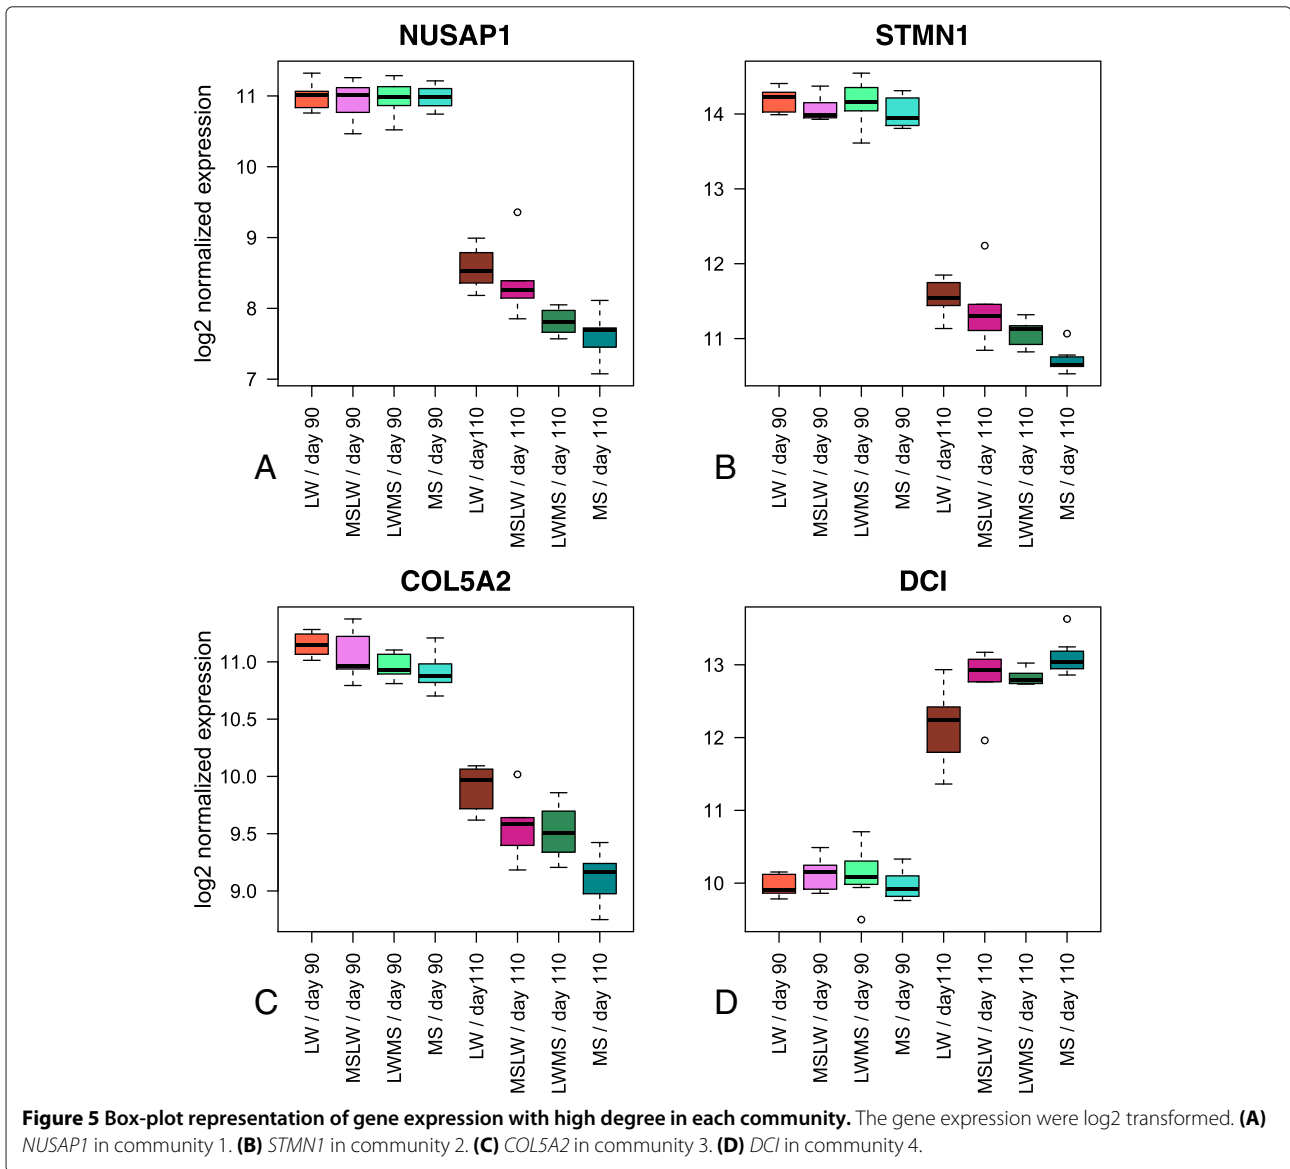 NUSAP1
log2 normalized expression
11
10
9
8
7
LW / day 90
MSLW / day 90
LWMS / day 90
MS / day 90
LW / day110
MSLW / day 110
LWMS / day 110
MS / day 110
A
STMN1
14
13
12
11
LW / day 90
MSLW / day 90
LWMS / day 90
MS / day 90
LW / day110
MSLW / day 110
LWMS / day 110
MS / day 110
B
COL5A2
log2 normalized expression
11.0
10.5
10.0
9.5
9.0
LW / day 90
MSLW / day 90
LWMS / day 90
MS / day 90
LW / day110
MSLW / day 110
LWMS / day 110
MS / day 110
C
DCI
13
12
11
10
LW / day 90
MSLW / day 90
LWMS / day 90
MS / day 90
LW / day110
MSLW / day 110
LWMS / day 110
MS / day 110
D
Figure 5 Box-plot representation of gene expression with high degree in each community. The gene expression were log2 transformed. (A)
NUSAP1 in community 1. (B) STMN1 in community 2. (C) COL5A2 in community 3. (D) DCI in community 4.